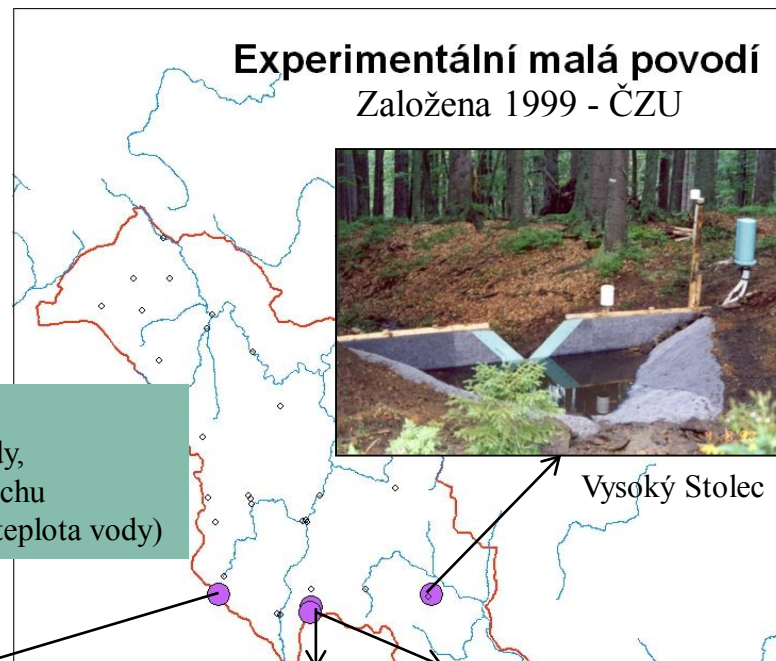 Experimentální malá povodí
Založena 1999 - ČZU
dy,
chu
teplota vody)
Vysoký Stolec